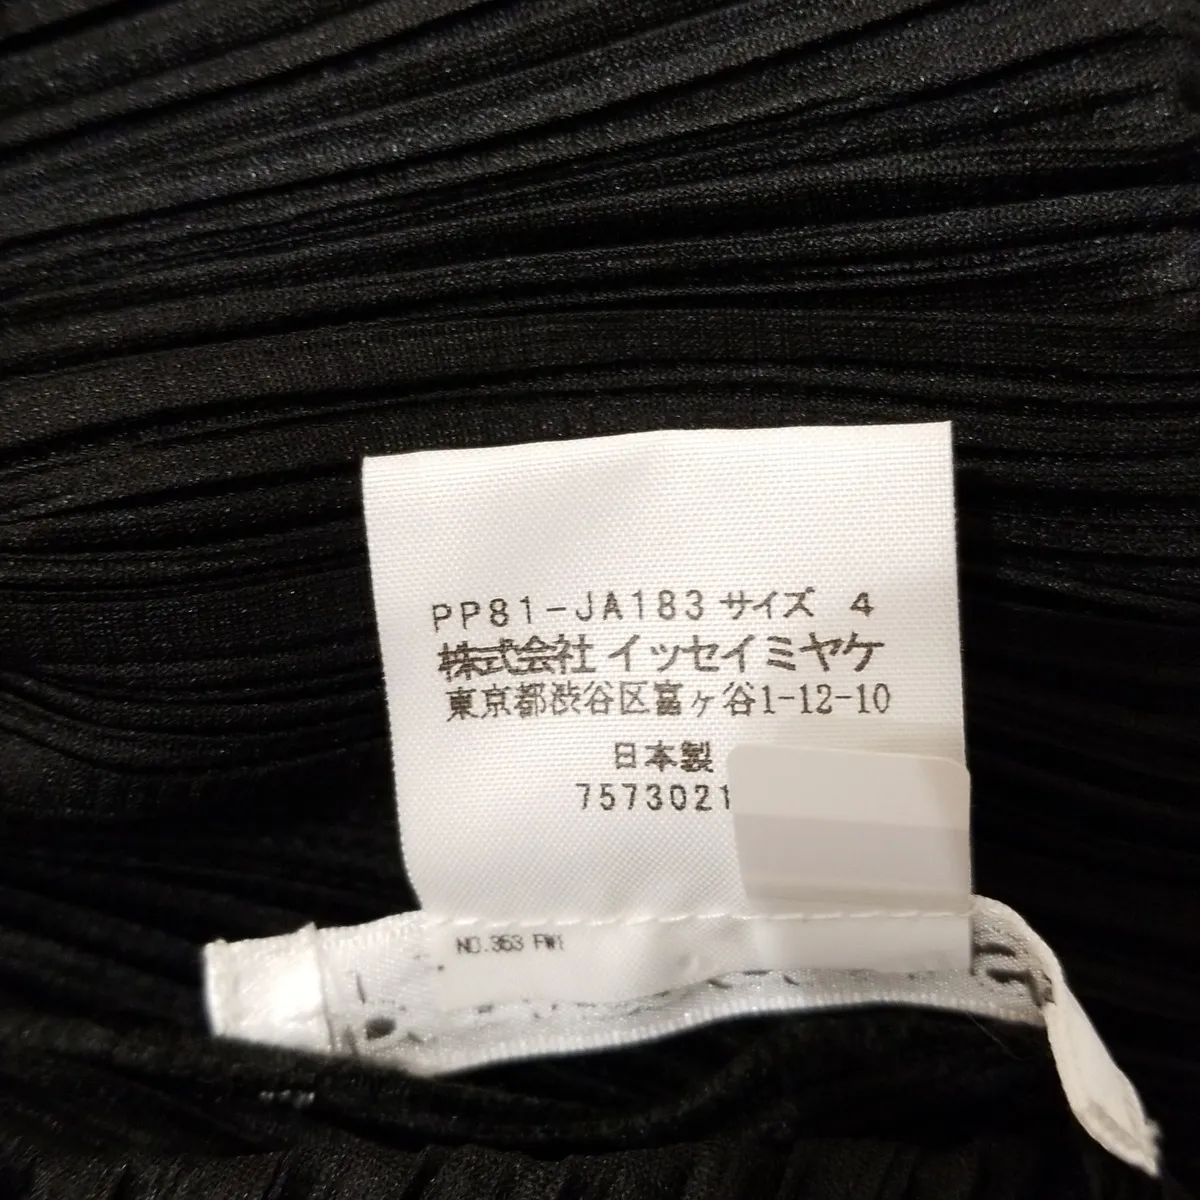 PP81-JA183 サイズ 4
株式会社 イッセイミヤケ
東京都渋谷区富ヶ谷1-12-10
日本製
7573021
NO.353 FW1